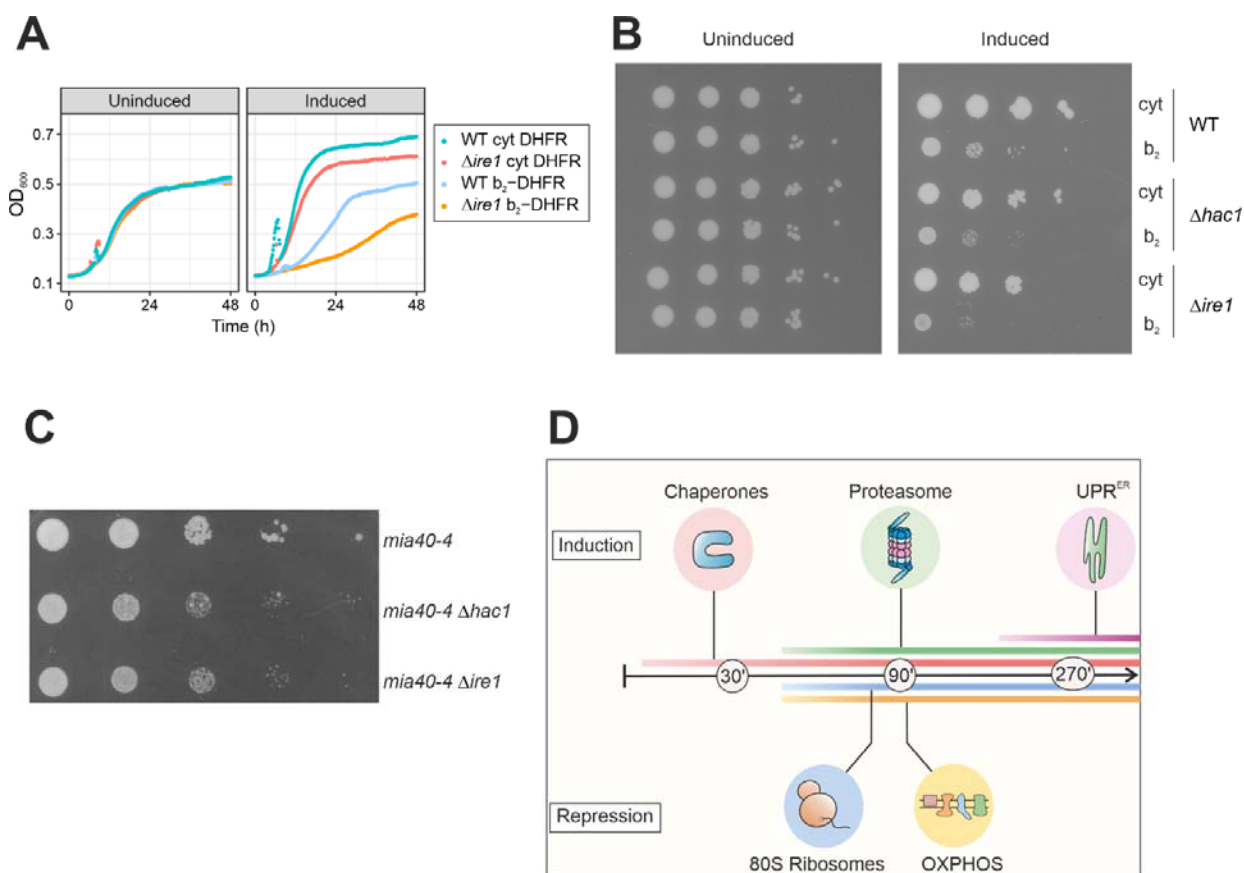 A
Uninduced
Induced
0.7
0.5
0.3
0.1
OD600
0
24
48
0
24
48
Time (h)
WT cyt DHFR
Δire1 cyt DHFR
WT b2–DHFR
Δire1 b2–DHFR
B
Uninduced
Induced
cyt
b2
WT
cyt
b2
Δhac1
cyt
b2
Δire1
C
mia40-4
mia40-4 Δhac1
mia40-4 Δire1
D
Chaperones
Proteasome
UPR^ER
Induction
30'
90'
270'
Repression
80S Ribosomes
OXPHOS